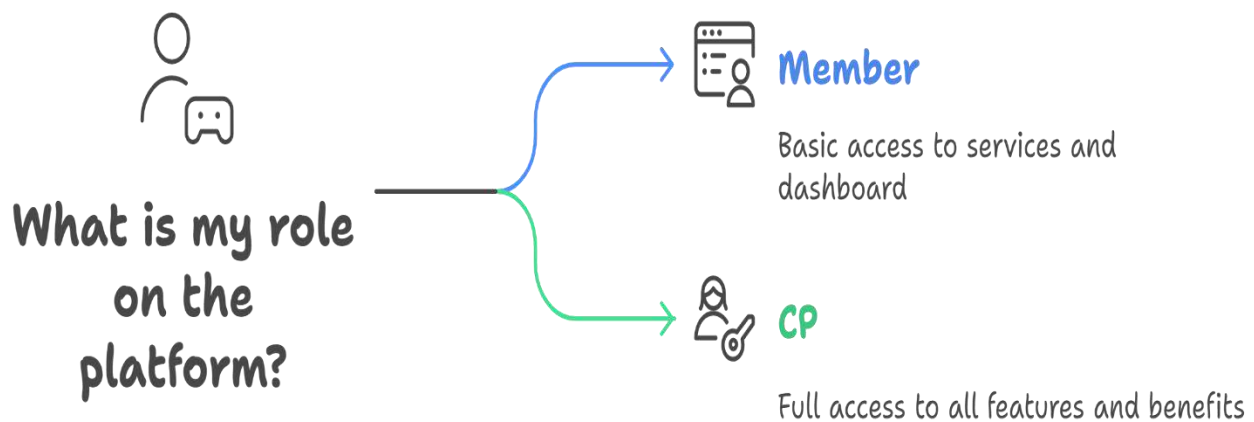 What is my role
on the
platform?
Member
Basic access to services and
dashboard
CP
Full access to all features and benefits